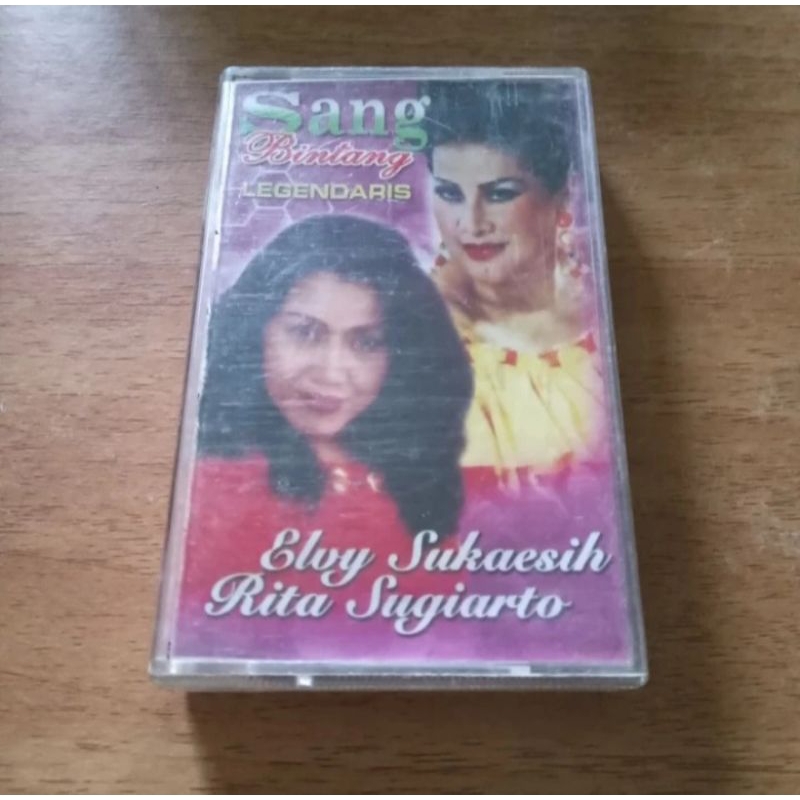 Sang
Bintang
LEGENDARIS
Elvy Sukaesih
Rita Sugiarto